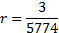 r = 3/5774